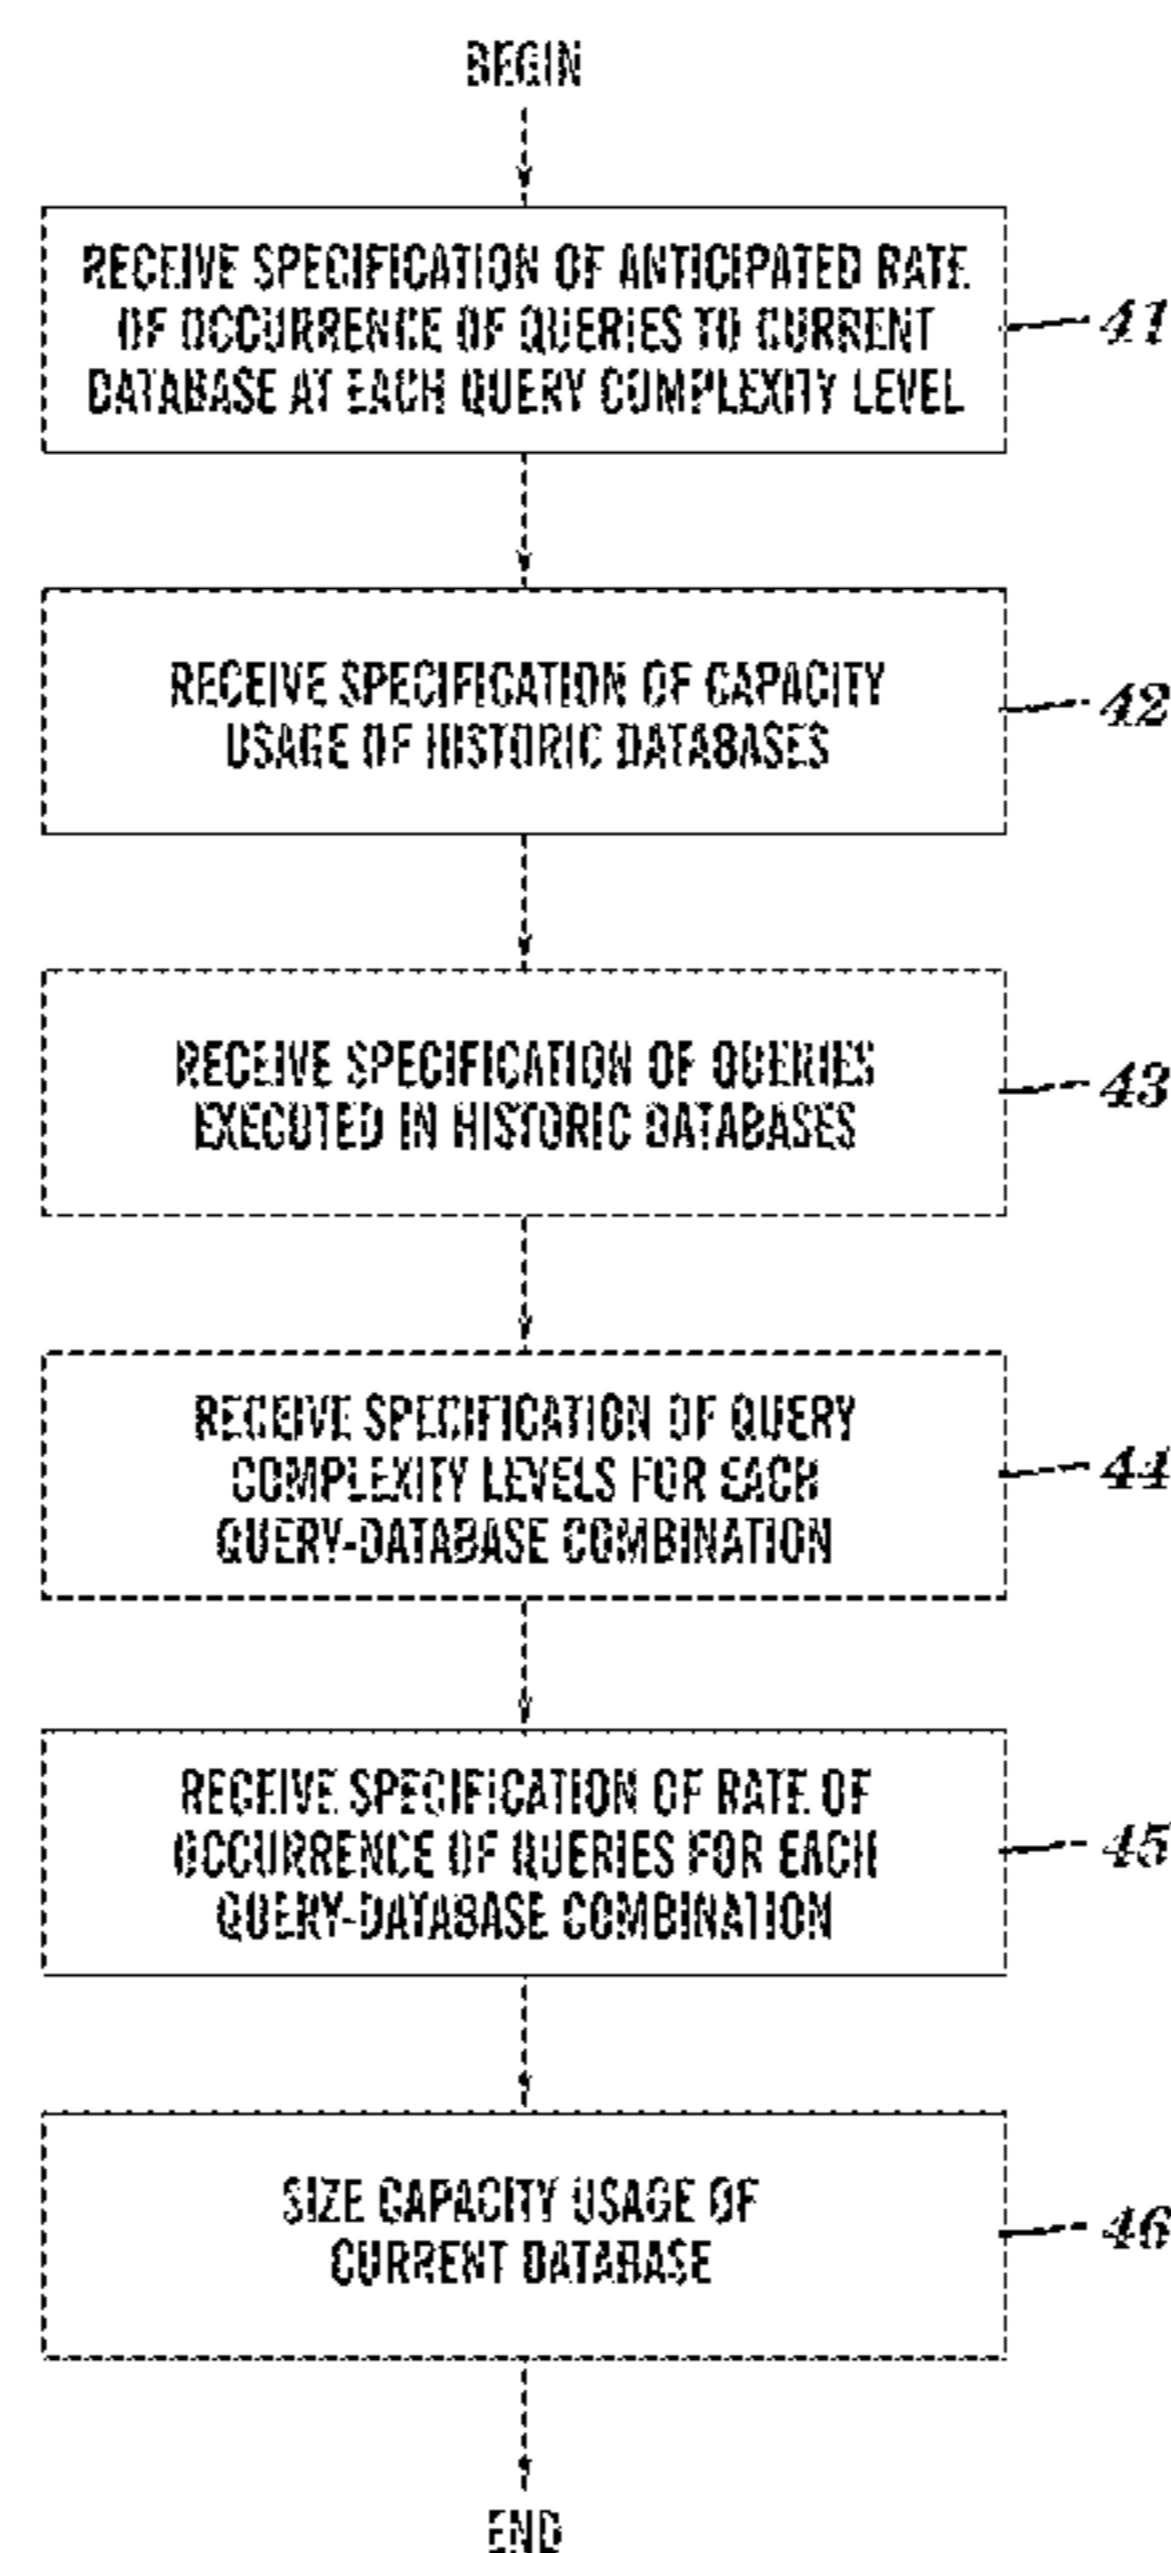 BEGIN
RECEIVE SPECIFICATION OF ANTICIPATED RATE
OF OCCURRENCE OF QUERIES TO CURRENT
DATABASE AT EACH QUERY COMPLEXITY LEVEL
41
RECEIVE SPECIFICATION OF CAPACITY
USAGE OF HISTORIC DATABASES
42
RECEIVE SPECIFICATION OF QUERIES
EXECUTED IN HISTORIC DATABASES
43
RECEIVE SPECIFICATION OF QUERY
COMPLEXITY LEVELS FOR EACH
QUERY-DATABASE COMBINATION
44
RECEIVE SPECIFICATION OF RATE OF
OCCURRENCE OF QUERIES FOR EACH
QUERY-DATABASE COMBINATION
45
SIZE CAPACITY USAGE OF
CURRENT DATABASE
46
END